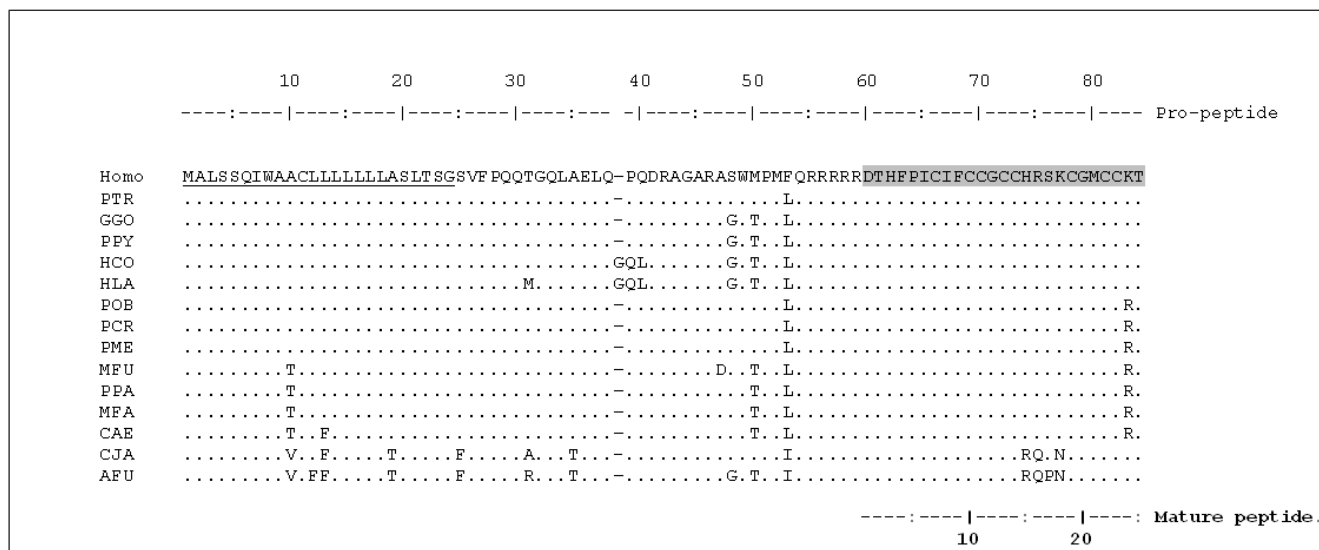 10 20 30 40 50 60 70 80
----:----|----:----|----:----|----:--- -|----:----|----:----|----:----|----:----|---- Pro-peptide
Homo MALSSQIWAACLLLLLLLASLTSGSVFPQQTGQLAELQ-PQDRAGARASWMPMFQRRRRRDTHFPICIFCCGCCHRSKCGMCCKT
PTR ......................................-..............L...............................
GGO ......................................-.........G.T..L...............................
PPY ......................................-.........G.T..L...............................
HCO ......................................GQL.......G.T..L...............................
HLA ..............................M.......GQL.......G.T..L...............................
POB ......................................-..............L.............................R.
PCR ......................................-..............L.............................R.
PME ......................................-..............L.............................R.
MFU .........T............................-........D..T..L.............................R.
PPA .........T............................-...........T..L.............................R.
MFA .........T............................-...........T..L.............................R.
CAE .........T..F.........................-...........T..L.............................R.
CJA .........V..F.....T.....F.....A...T...-..............I....................RQ.N.......
AFU .........V.FF.....T.....F.....R...T...-.........G.T..I....................RQPN.......
----:----|----:----|----: Mature peptide.
10 20